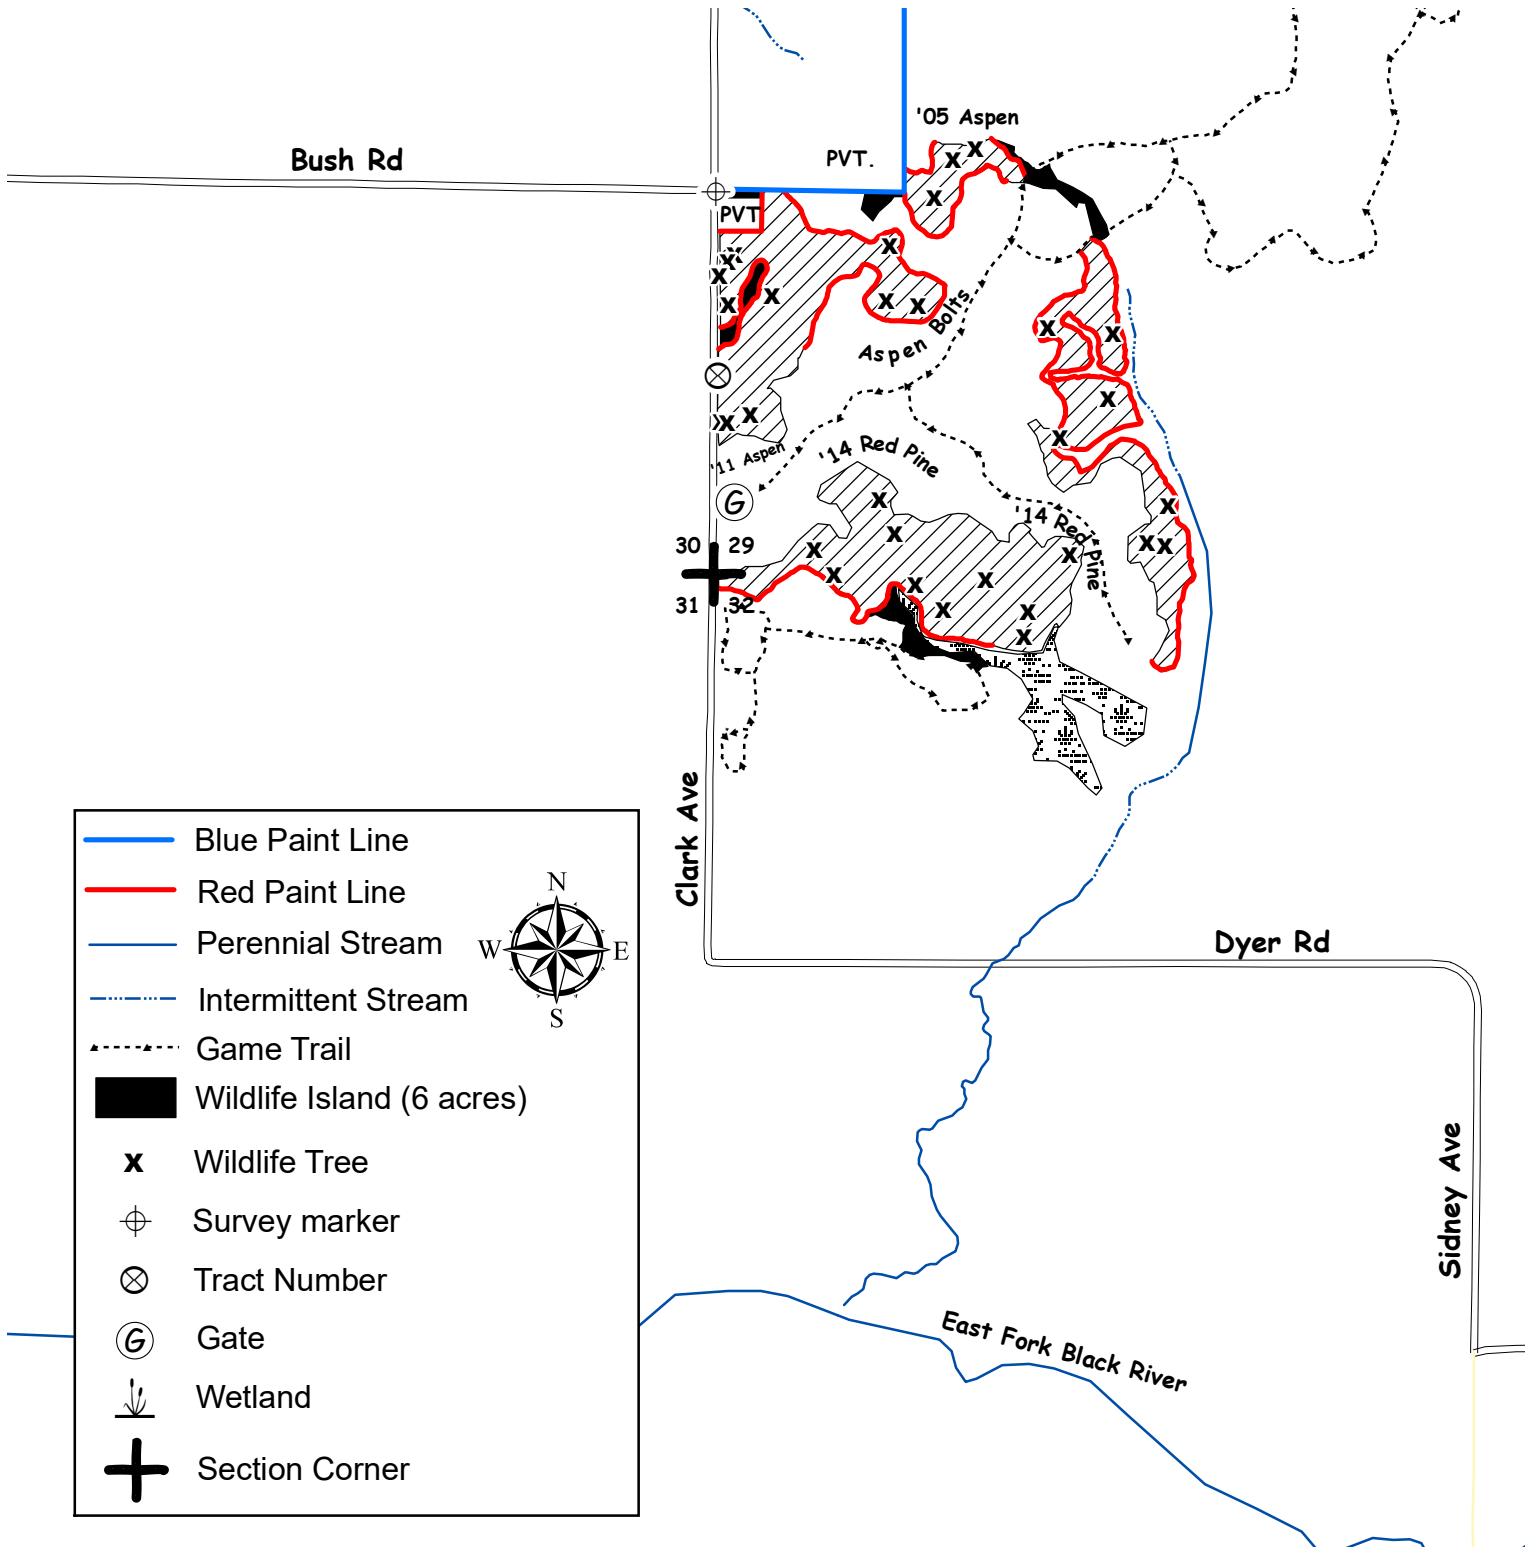 '05 Aspen
Bush Rd
PVT.
PVT
Aspen Bolts
'14 Red Pine
'11 Aspen
G
'14 Red Pine
30 29
31 32
Clark Ave
Blue Paint Line
Red Paint Line
Perennial Stream
Intermittent Stream
Game Trail
Wildlife Island (6 acres)
x Wildlife Tree
Survey marker
Tract Number
G Gate
Wetland
Section Corner
N
W E
S
Dyer Rd
Sidney Ave
East Fork Black River